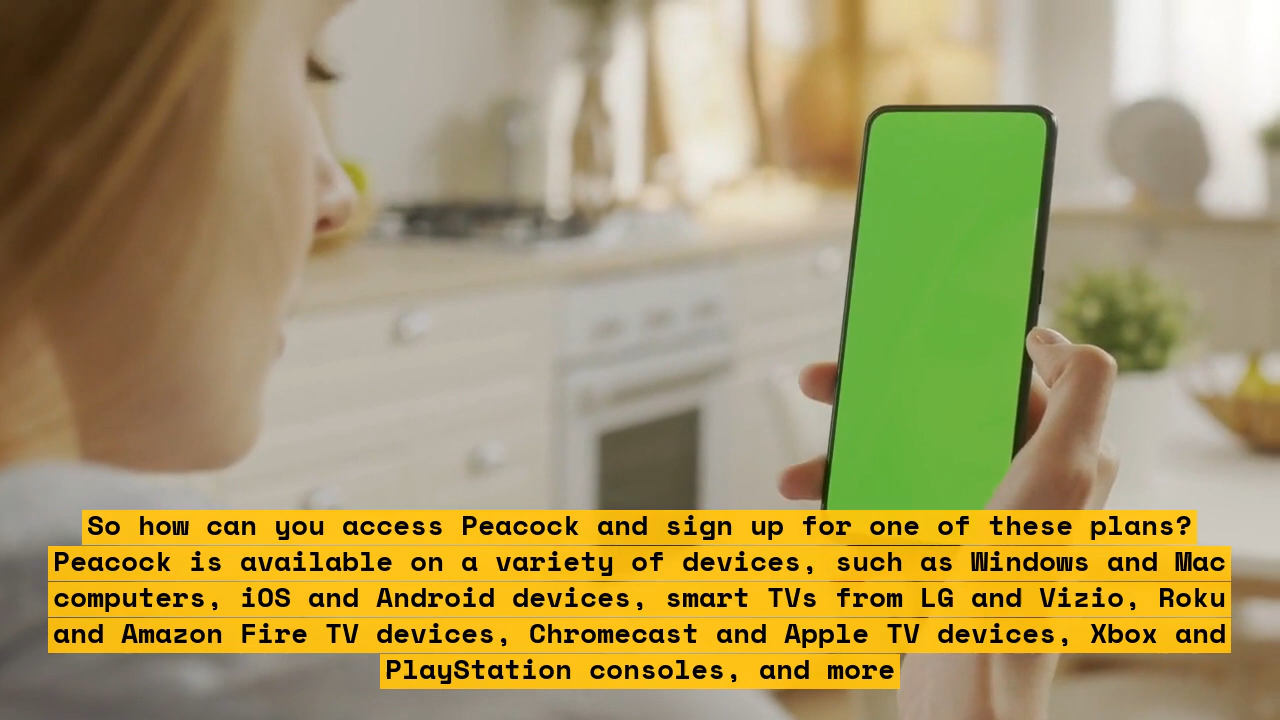 So how can you access Peacock and sign up for one of these plans?
Peacock is available on a variety of devices, such as Windows and Mac
computers, iOS and Android devices, smart TVs from LG and Vizio, Roku
and Amazon Fire TV devices, Chromecast and Apple TV devices, Xbox and
PlayStation consoles, and more